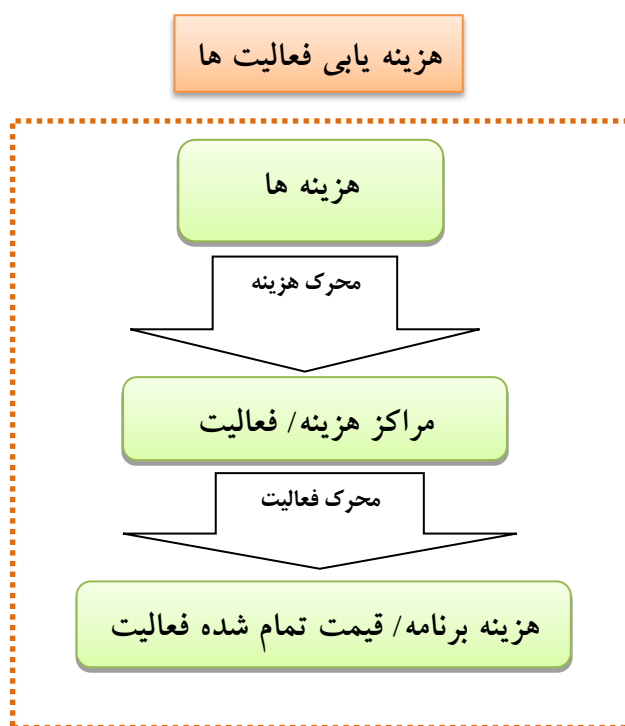 هزینه یابی فعالیت ها
هزینه ها
محرک هزینه
مراکز هزینه/ فعالیت
محرک فعالیت
هزینه برنامه/ قیمت تمام شده فعالیت